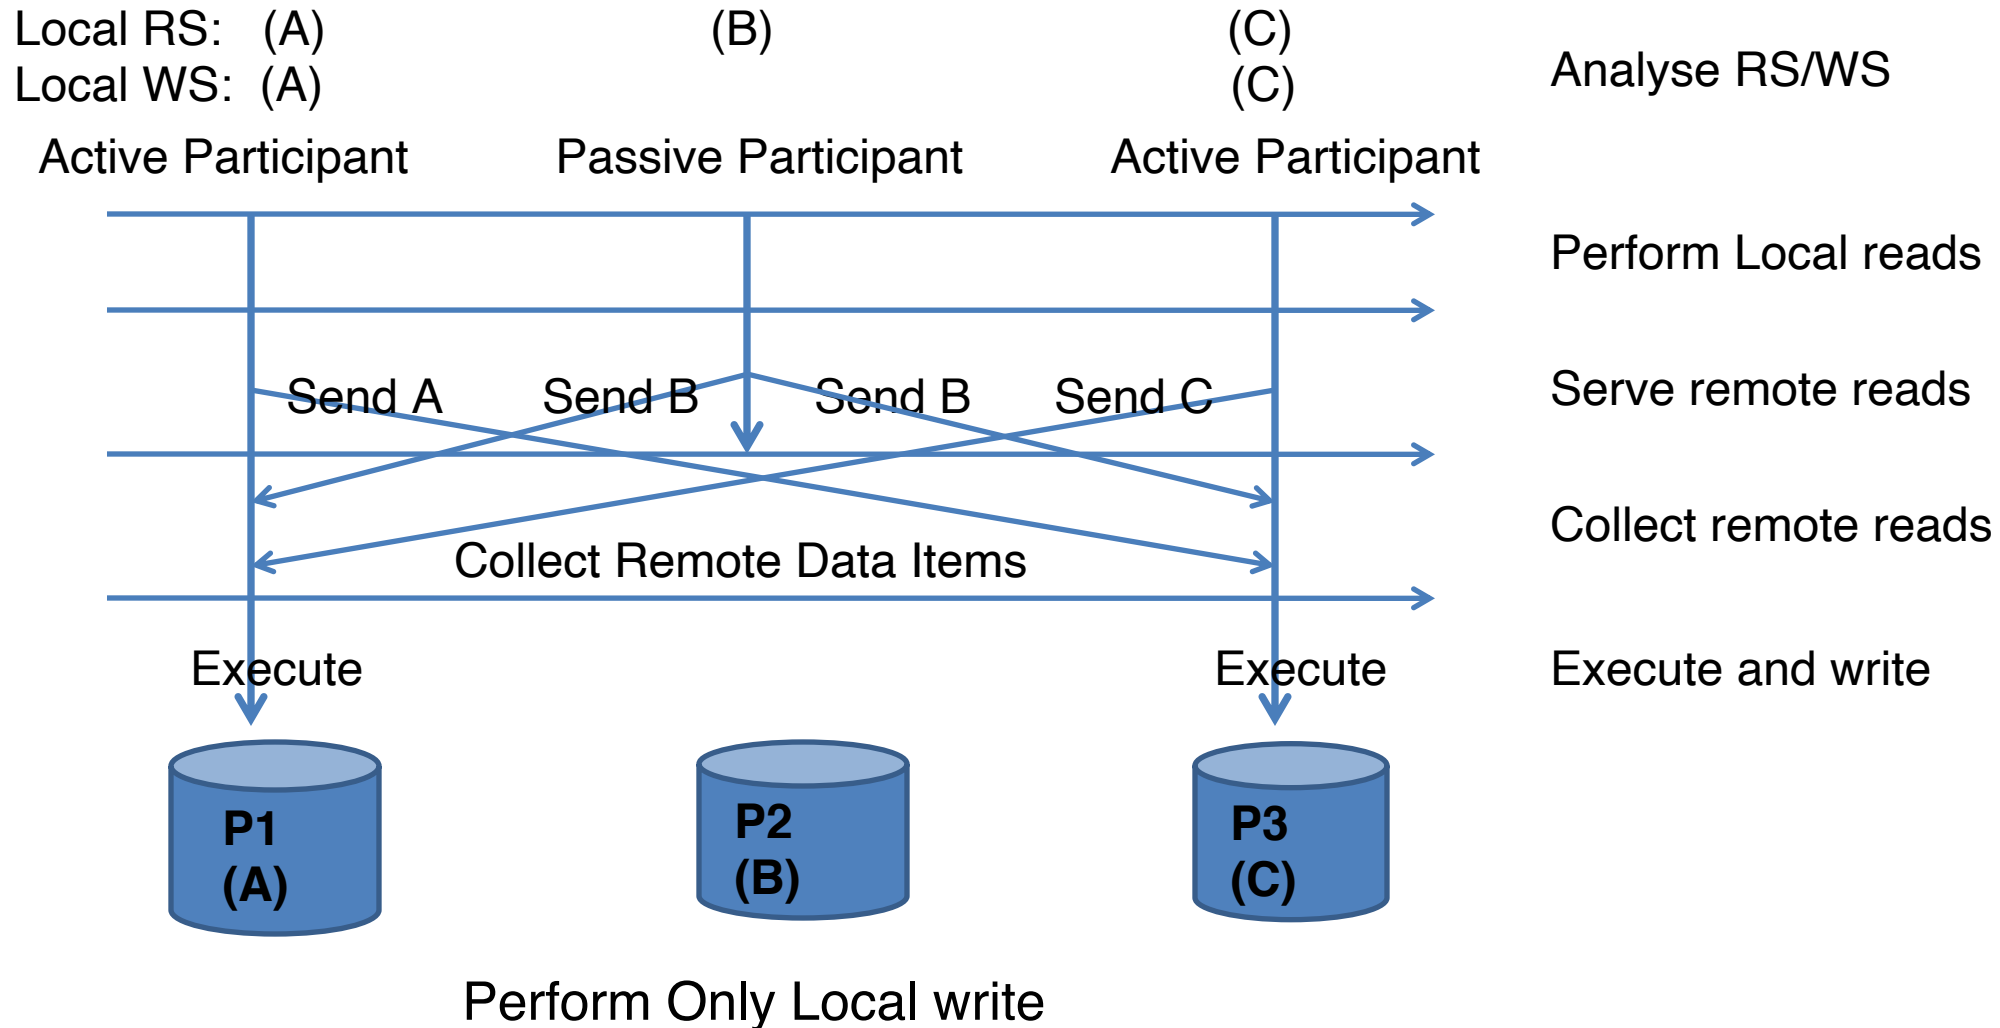 Local RS: (A) (B) (C)
Local WS: (A) (C)
Analyse RS/WS
Active Participant Passive Participant Active Participant
Perform Local reads
Send A Send B Send B Send C
Serve remote reads
Collect remote reads
Collect Remote Data Items
Execute Execute Execute and write
P1 P2 P3
(A) (B) (C)
Perform Only Local write